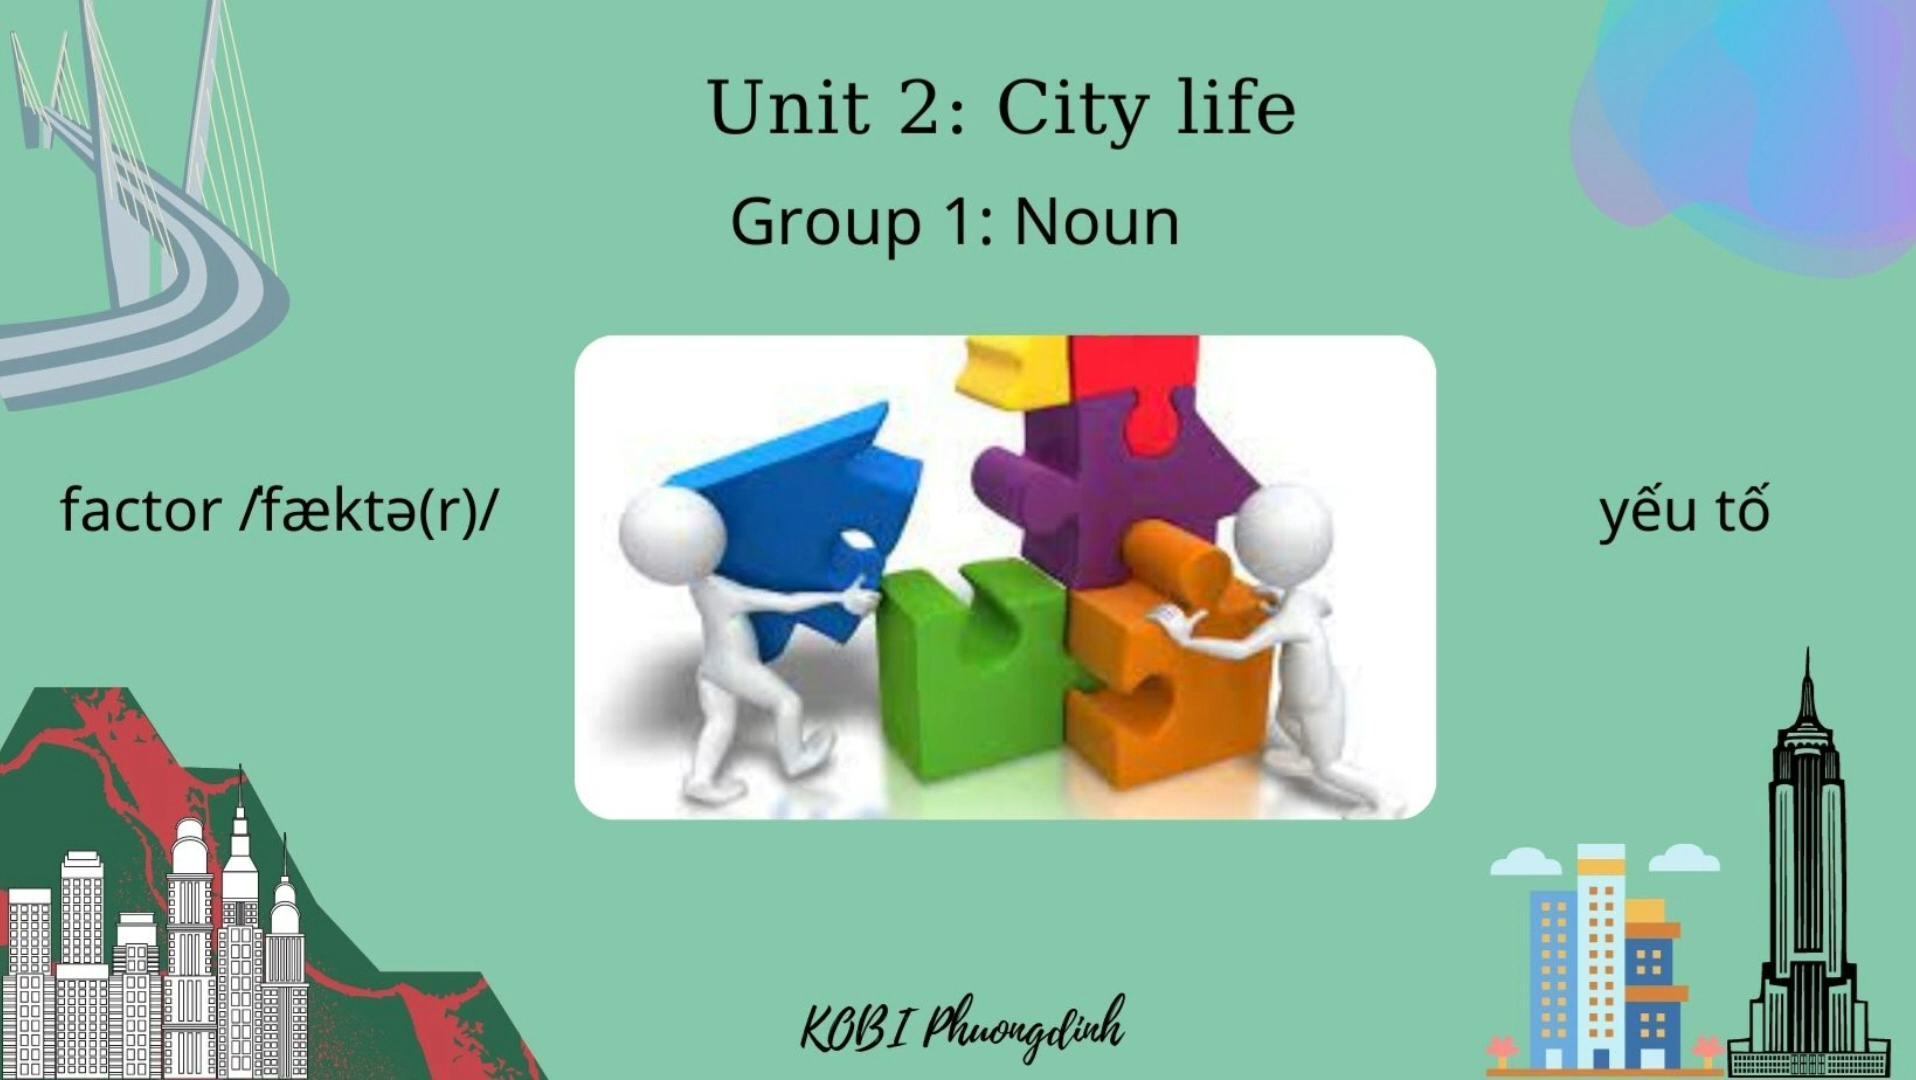 Unit 2: City life
Group 1: Noun
factor /ˈfæktə(r)/
yếu tố
KOBI Phuongdinh